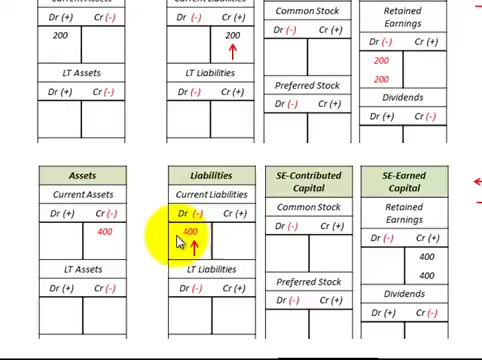 Current Assets
Current Liabilities
Common Stock
Retained
Earnings
Dr (+) Cr (-)
Dr (-) Cr (+)
Dr (-) Cr (+)
Dr (-) Cr (+)
200
200
200
200
LT Assets
LT Liabilities
Preferred Stock
Dividends
Dr (+) Cr (-)
Dr (-) Cr (+)
Dr (-) Cr (+)
Dr (+) Cr (-)
Assets
Liabilities
SE-Contributed
Capital
SE-Earned
Capital
Current Assets
Current Liabilities
Common Stock
Retained
Earnings
Dr (+) Cr (-)
Dr (-) Cr (+)
Dr (-) Cr (+)
Dr (-) Cr (+)
400
400
400
400
LT Assets
LT Liabilities
Preferred Stock
Dividends
Dr (+) Cr (-)
Dr (-) Cr (+)
Dr (-) Cr (+)
Dr (+) Cr (-)